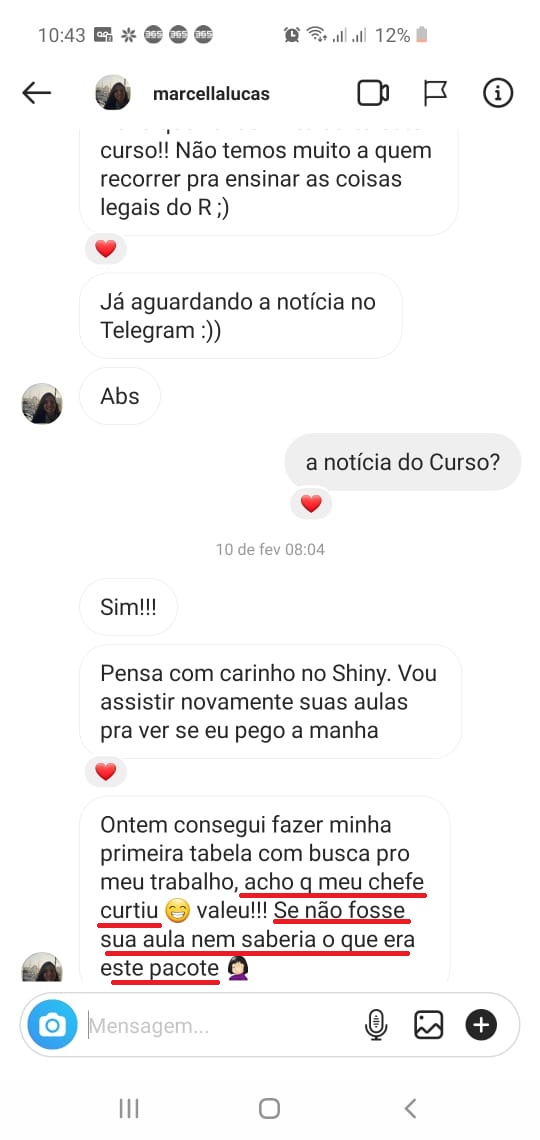 10:43
12%
marcellalucas
curso!! Não temos muito a quem
recorrer pra ensinar as coisas
legais do R ;)
Já aguardando a notícia no
Telegram :))
Abs
a notícia do Curso?
10 de fev 08:04
Sim!!!
Pensa com carinho no Shiny. Vou
assistir novamente suas aulas
pra ver se eu pego a manha
Ontem consegui fazer minha
primeira tabela com busca pro
meu trabalho, acho q meu chefe
curtiu 😁 valeu!!! Se não fosse
sua aula nem saberia o que era
este pacote 🤦🏻‍♀️
Mensagem...